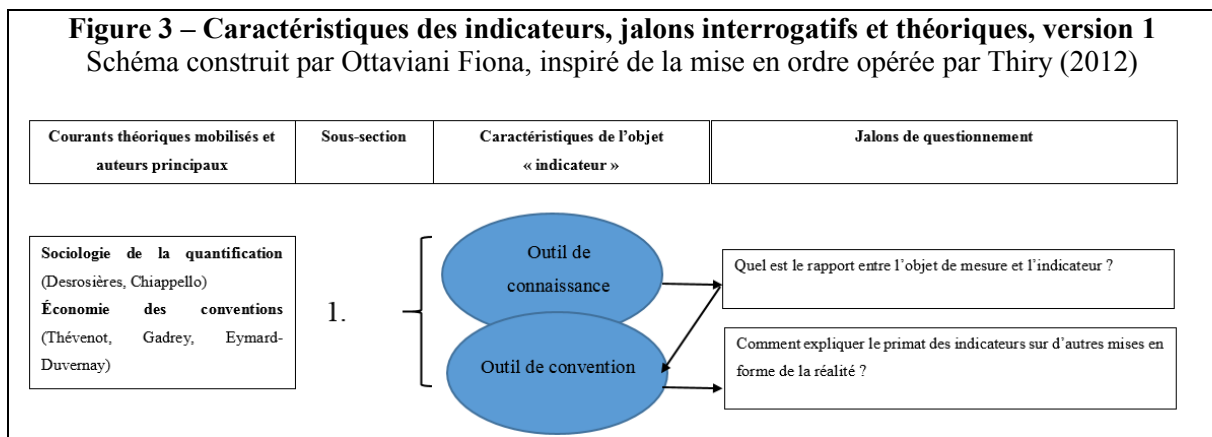 Figure 3 – Caractéristiques des indicateurs, jalons interrogatifs et théoriques, version 1
Schéma construit par Ottaviani Fiona, inspiré de la mise en ordre opérée par Thiry (2012)
Courants théoriques mobilisés et
auteurs principaux
Sous-section
Caractéristiques de l'objet
« indicateur »
Jalons de questionnement
Sociologie de la quantification
(Desrosières, Chiappello)
Économie des conventions
(Thévenot, Gadrey, Eymard-
Duvernay)
1.
Outil de
connaissance
Outil de convention
Quel est le rapport entre l'objet de mesure et l'indicateur ?
Comment expliquer le primat des indicateurs sur d'autres mises en
forme de la réalité ?